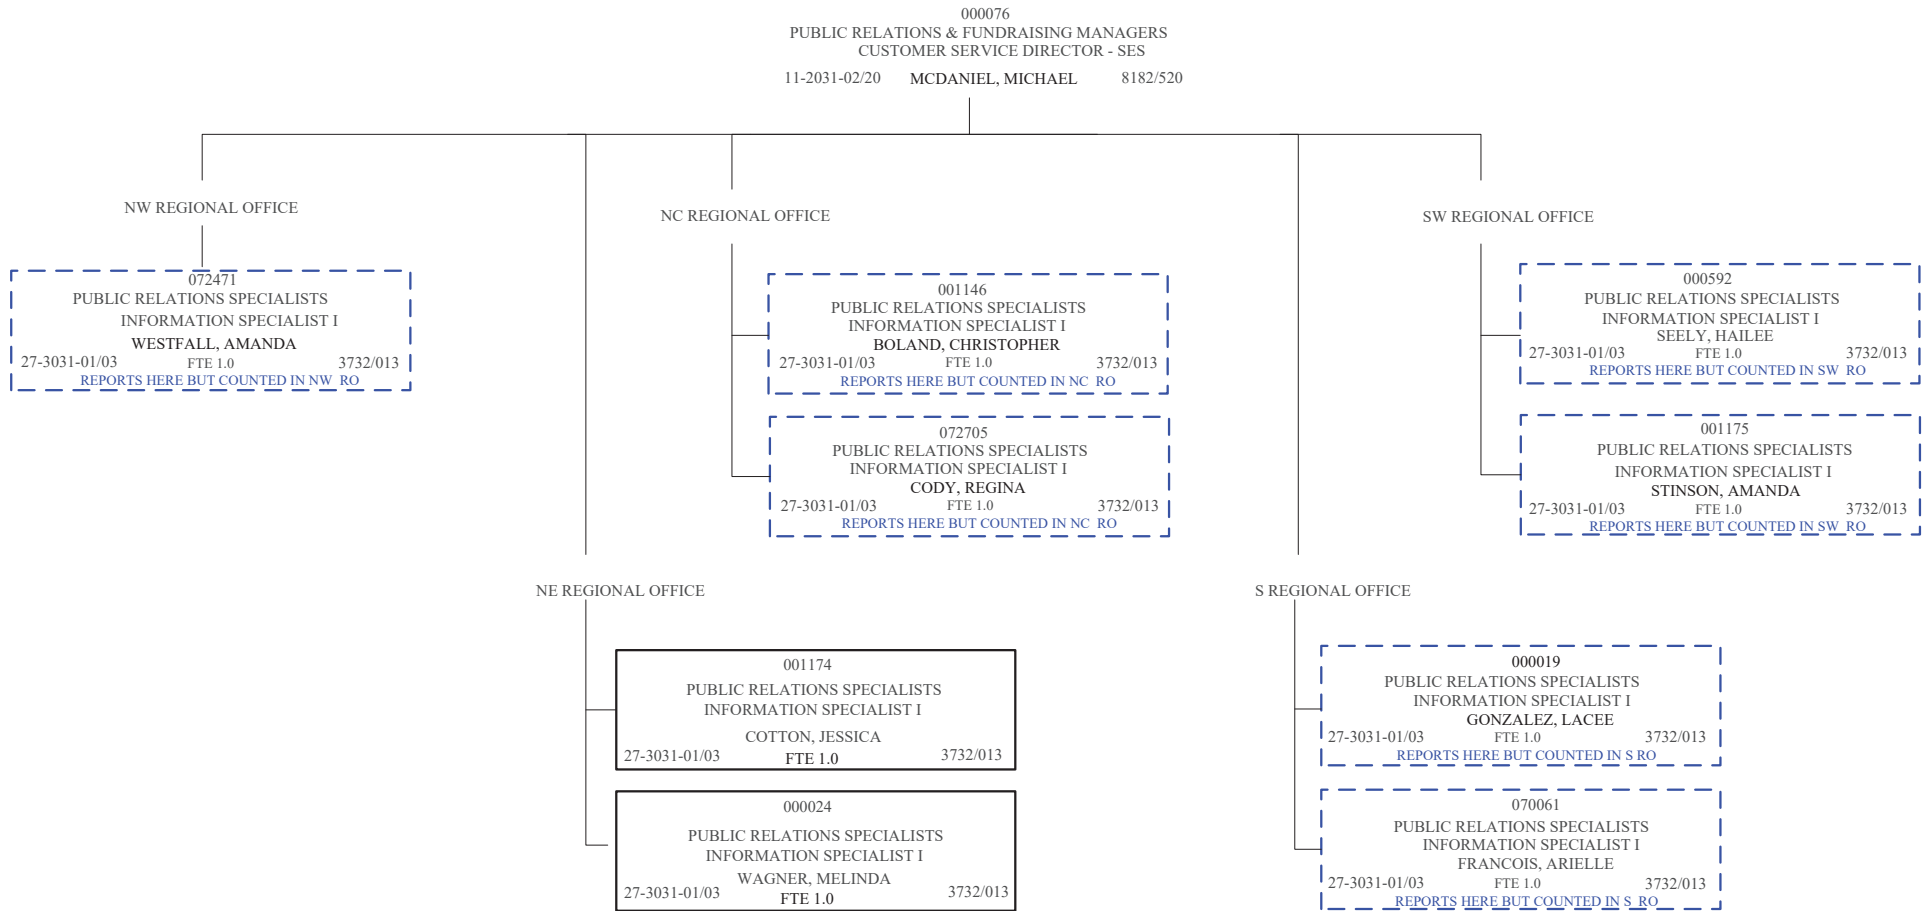 000076
PUBLIC RELATIONS & FUNDRAISING MANAGERS
CUSTOMER SERVICE DIRECTOR - SES
11-2031-02/20 MCDANIEL, MICHAEL 8182/520
NW REGIONAL OFFICE
072471
PUBLIC RELATIONS SPECIALISTS
INFORMATION SPECIALIST I
WESTFALL, AMANDA
27-3031-01/03 FTE 1.0 3732/013
REPORTS HERE BUT COUNTED IN NW RO
NC REGIONAL OFFICE
001146
PUBLIC RELATIONS SPECIALISTS
INFORMATION SPECIALIST I
BOLAND, CHRISTOPHER
27-3031-01/03 FTE 1.0 3732/013
REPORTS HERE BUT COUNTED IN NC RO
072705
PUBLIC RELATIONS SPECIALISTS
INFORMATION SPECIALIST I
CODY, REGINA
27-3031-01/03 FTE 1.0 3732/013
REPORTS HERE BUT COUNTED IN NC RO
SW REGIONAL OFFICE
000592
PUBLIC RELATIONS SPECIALISTS
INFORMATION SPECIALIST I
SEELY, HAILEE
27-3031-01/03 FTE 1.0 3732/013
REPORTS HERE BUT COUNTED IN SW RO
001175
PUBLIC RELATIONS SPECIALISTS
INFORMATION SPECIALIST I
STINSON, AMANDA
27-3031-01/03 FTE 1.0 3732/013
REPORTS HERE BUT COUNTED IN SW RO
NE REGIONAL OFFICE
001174
PUBLIC RELATIONS SPECIALISTS
INFORMATION SPECIALIST I
COTTON, JESSICA
27-3031-01/03 FTE 1.0 3732/013
000024
PUBLIC RELATIONS SPECIALISTS
INFORMATION SPECIALIST I
WAGNER, MELINDA
27-3031-01/03 FTE 1.0 3732/013
S REGIONAL OFFICE
000019
PUBLIC RELATIONS SPECIALISTS
INFORMATION SPECIALIST I
GONZALEZ, LACEE
27-3031-01/03 FTE 1.0 3732/013
REPORTS HERE BUT COUNTED IN S RO
070061
PUBLIC RELATIONS SPECIALISTS
INFORMATION SPECIALIST I
FRANCOIS, ARIELLE
27-3031-01/03 FTE 1.0 3732/013
REPORTS HERE BUT COUNTED IN S RO